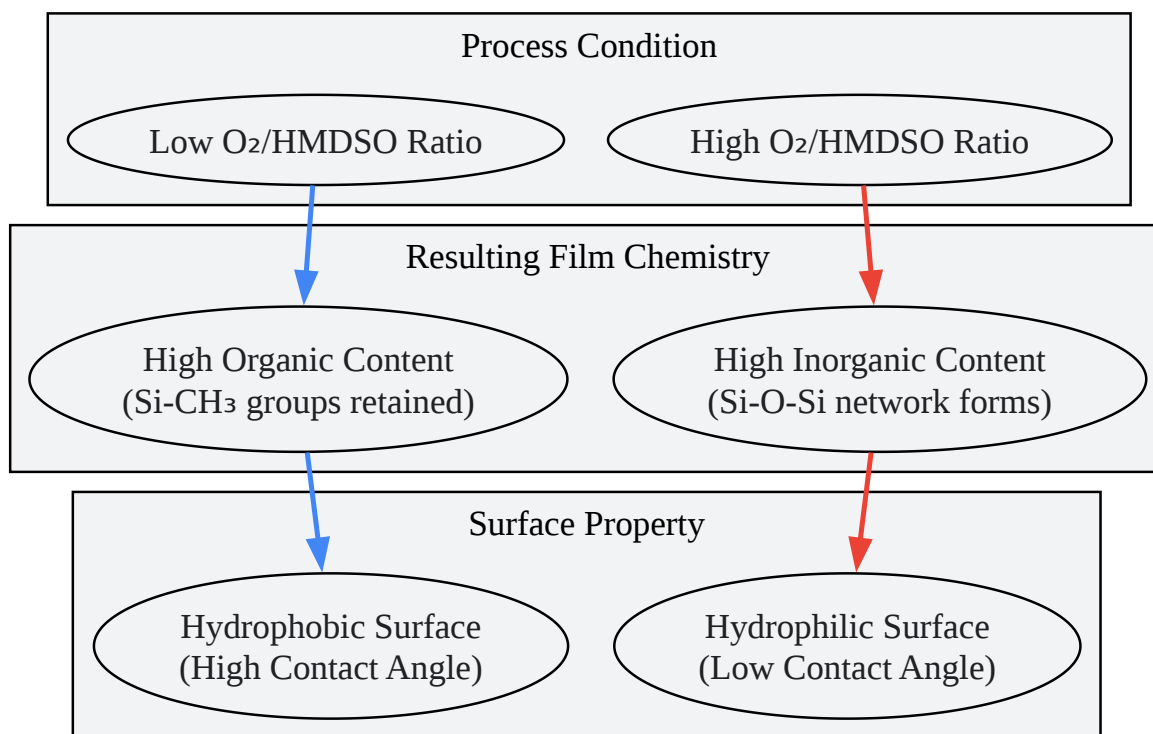 Process Condition
Low O₂/HMDSO Ratio
High O₂/HMDSO Ratio
Resulting Film Chemistry
High Organic Content
(Si-CH₃ groups retained)
High Inorganic Content
(Si-O-Si network forms)
Surface Property
Hydrophobic Surface
(High Contact Angle)
Hydrophilic Surface
(Low Contact Angle)